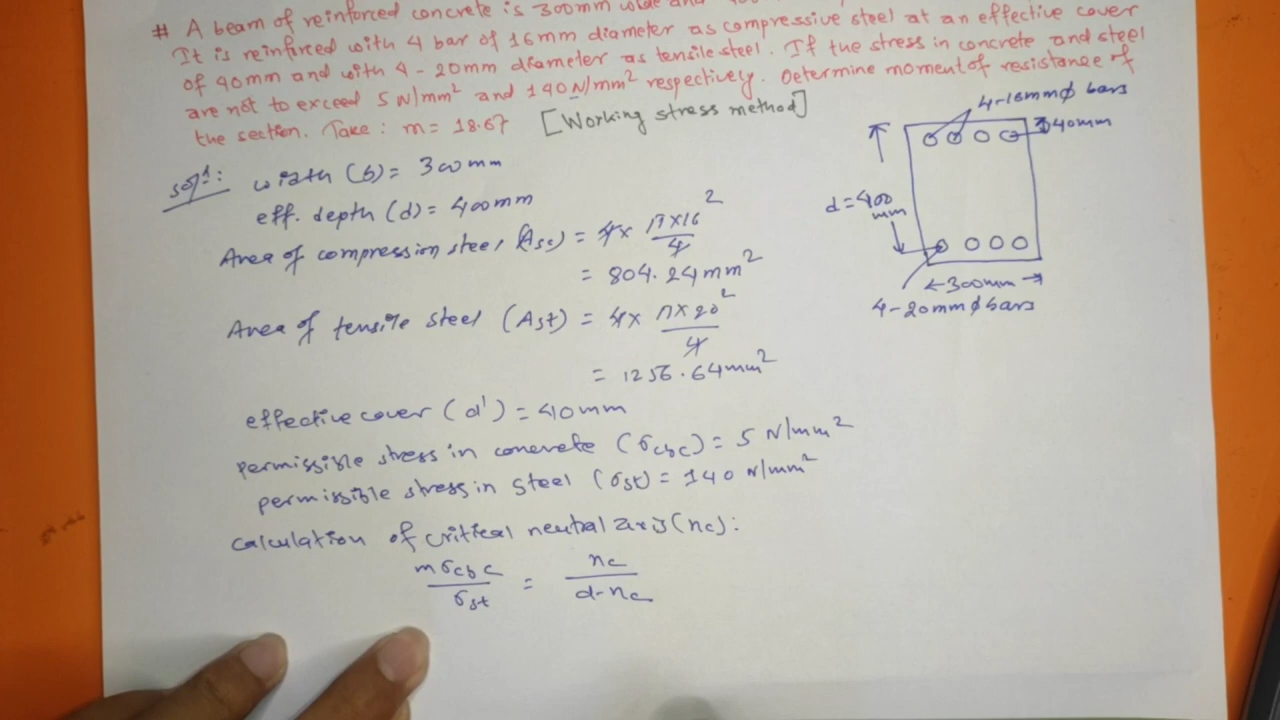 # A beam of reinforced concrete is 300mm wide and
It is reinforced with 4 bar of 16mm diameter as compressive steel at an effective cover
of 40mm and with 4 - 20mm diameter as tensile steel. If the stress in concrete and steel
are not to exceed 5 N/mm² and 140 N/mm² respectively. Determine moment of resistance of
the section. Take : m = 18.67 [Working stress method]
4-16mmϕ bars
40mm
d = 400
mm
300mm
4-20mmϕ bars
solⁿ: width (b) = 300mm
eff. depth (d) = 400mm
Area of compression steel (Asc) = 4 × π×16² / 4
= 804.24mm²
Area of tensile steel (Ast) = 4 × π×20² / 4
= 1256.64mm²
effective cover (d') = 40mm
permissible stress in concrete (σcbc) = 5 N/mm²
permissible stress in steel (σst) = 140 N/mm²
calculation of critical neutral axis (nc):
mσcbc / σst = nc / d-nc